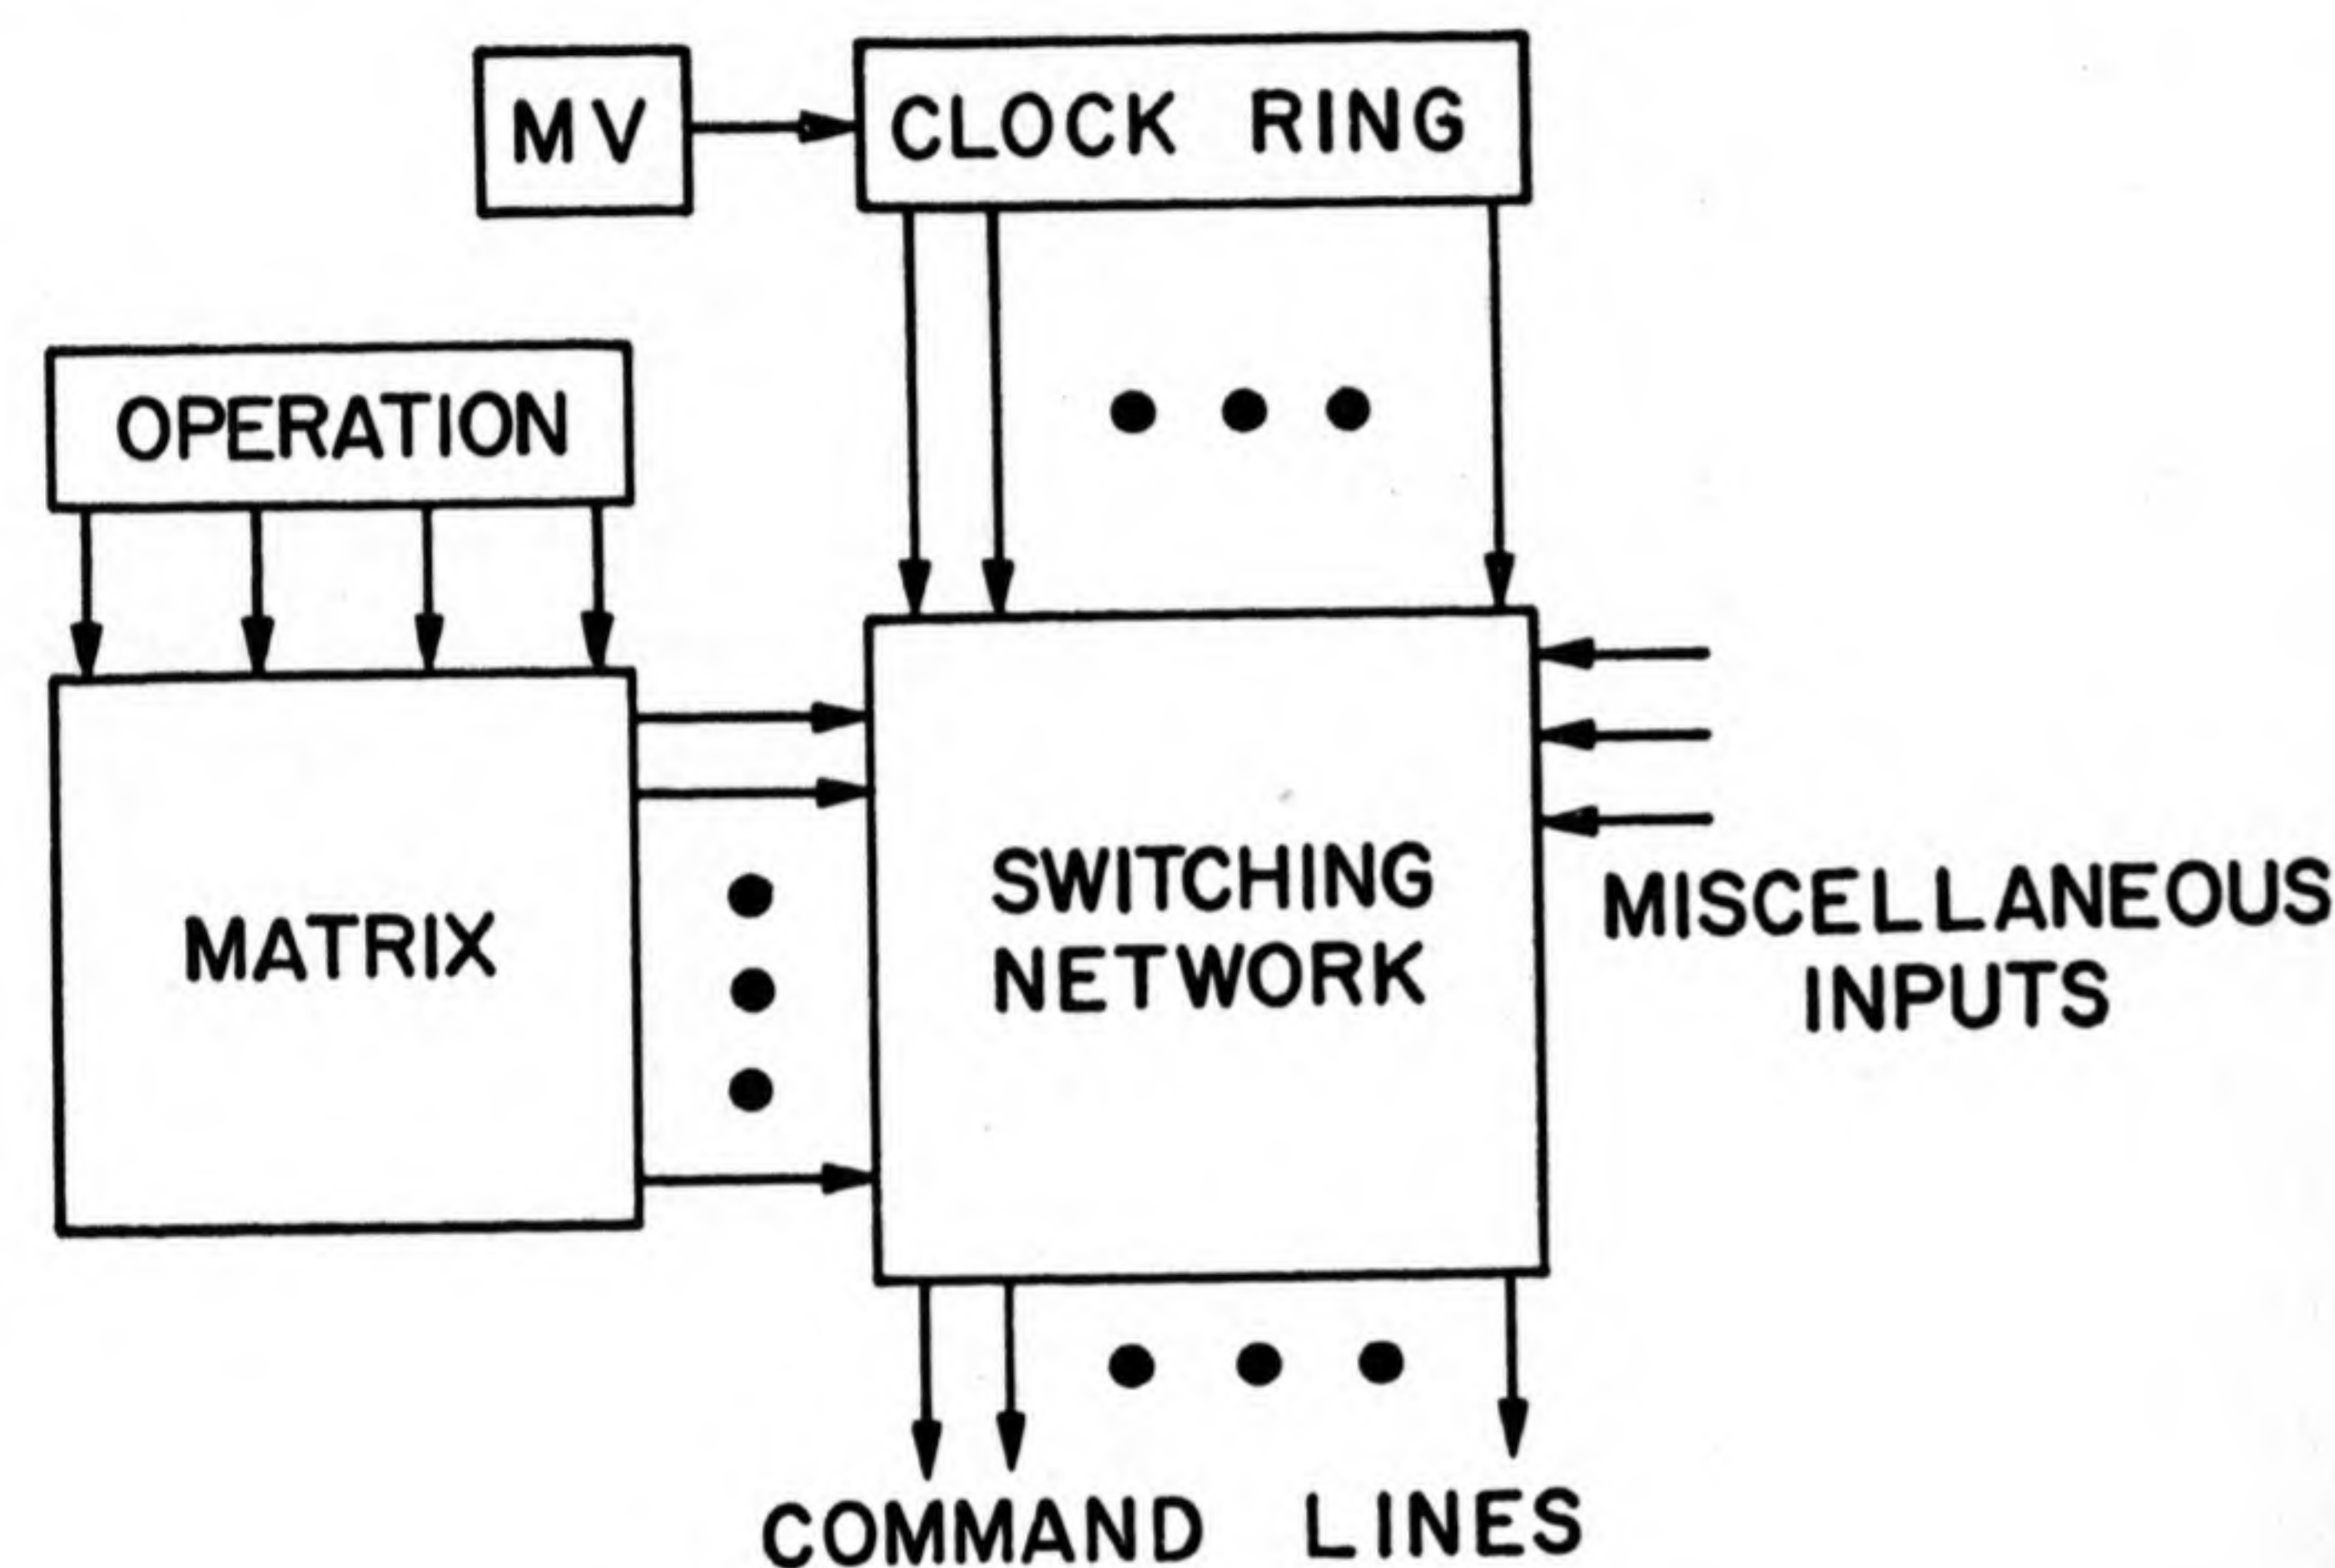 MV
CLOCK RING
OPERATION
MATRIX
SWITCHING
NETWORK
MISCELLANEOUS
INPUTS
COMMAND LINES